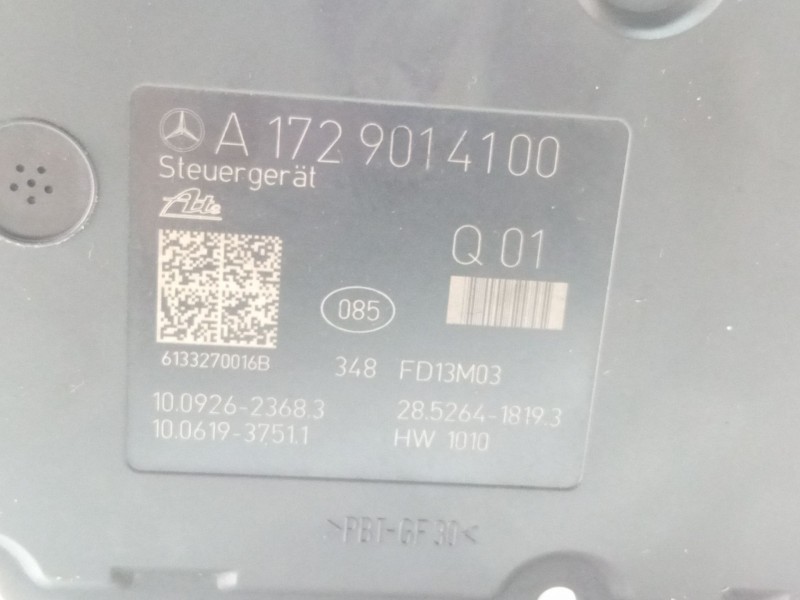 A 172 901 41 00
Steuergerät
Ate
Q 01
085
6133270016B
348 FD13M03
10.0926-2368.3 28.5264-1819.3
10.0619-3751.1 HW 1010
>PBT-GF30<